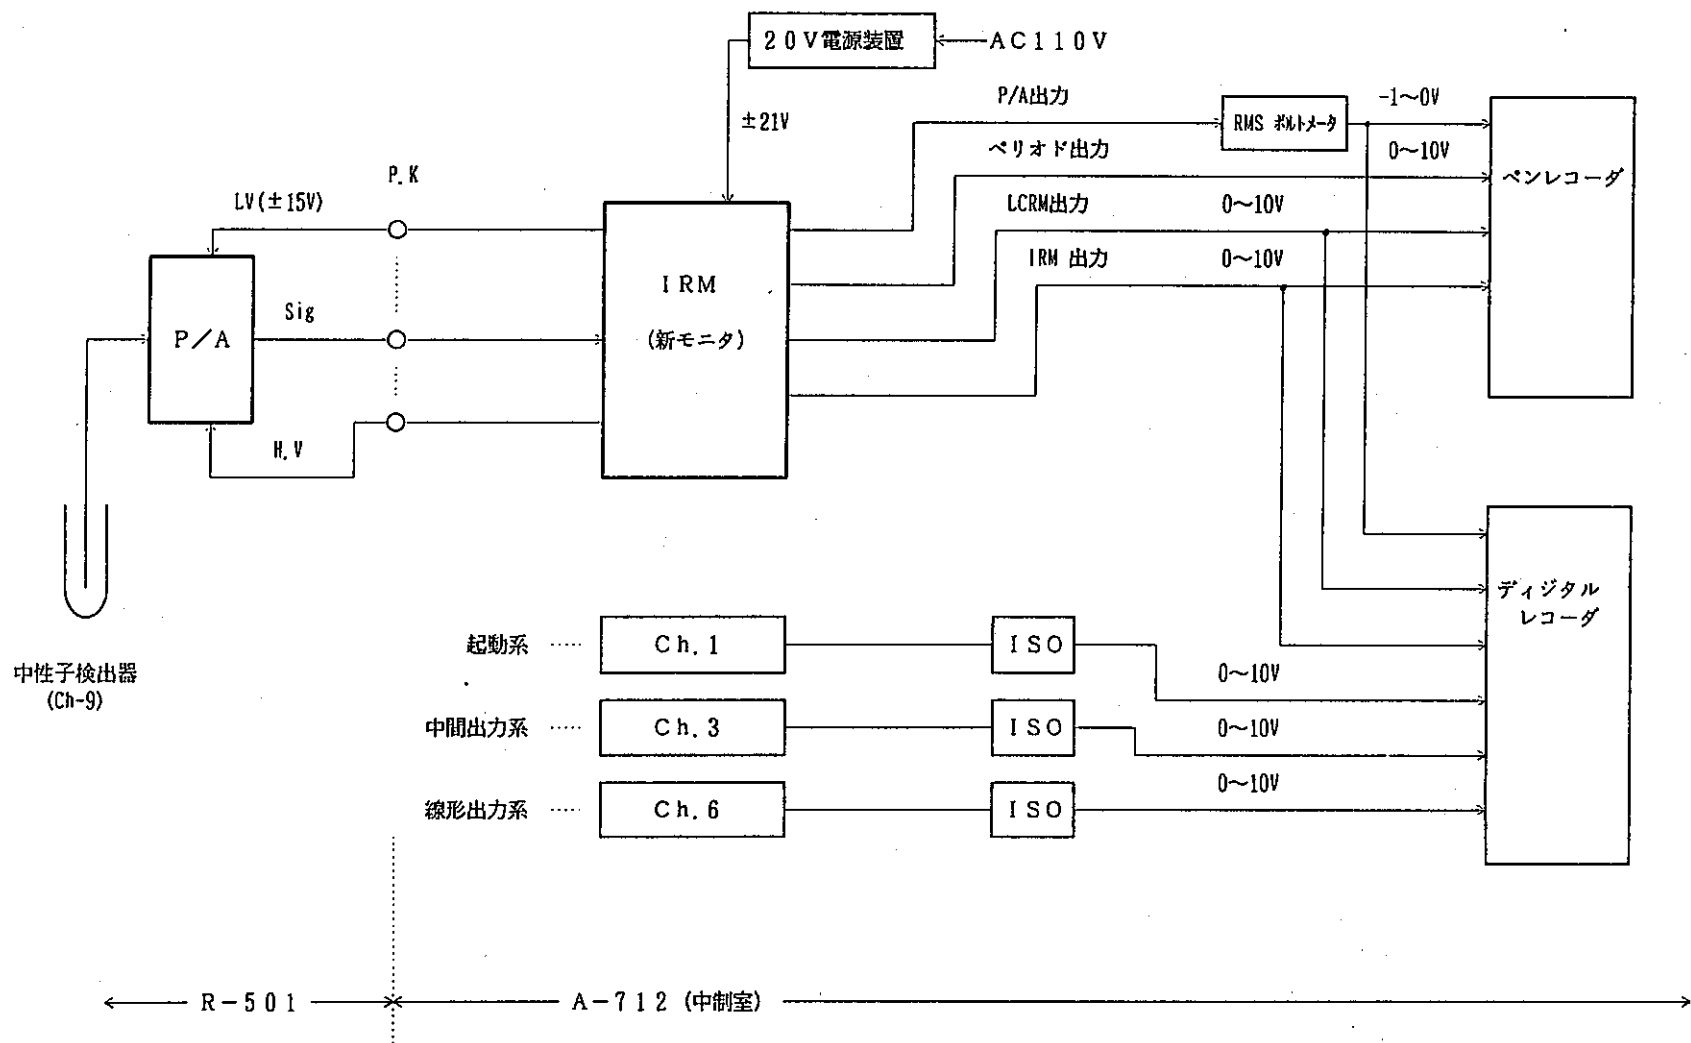 20V電源装置
AC110V
±21V
P/A出力
RMS ボルトメータ
-1～0V
ペリオド出力
0～10V
ペンレコーダ
P.K
LV(±15V)
LCRM出力
0～10V
IRM 出力
0～10V
IRM
(新モニタ)
Sig
P／A
H.V
ディジタル
レコーダ
起動系 ‥‥‥
Ch.1
ISO
0～10V
中性子検出器
(Ch-9)
中間出力系 ‥‥‥
Ch.3
ISO
0～10V
線形出力系 ‥‥‥
Ch.6
ISO
0～10V
R-501
A-712 (中制室)